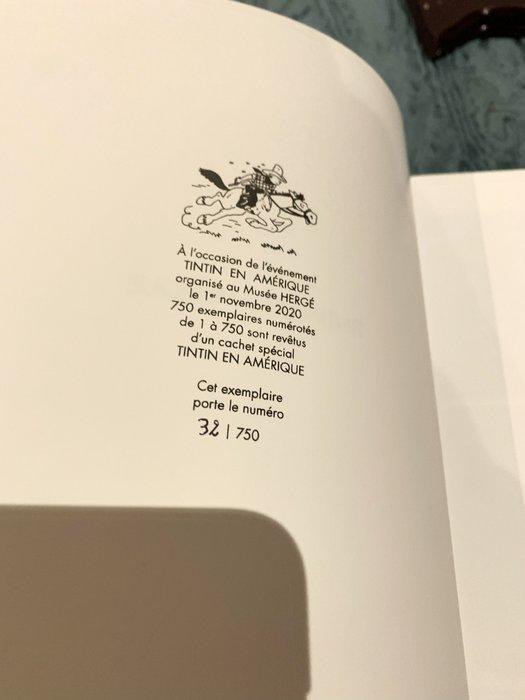 À l'occasion de l'événement
TINTIN EN AMÉRIQUE
organisé au Musée HERGÉ
le 1er novembre 2020
750 exemplaires numérotés
de 1 à 750 sont revêtus
d'un cachet spécial
TINTIN EN AMÉRIQUE
Cet exemplaire
porte le numéro
32 | 750